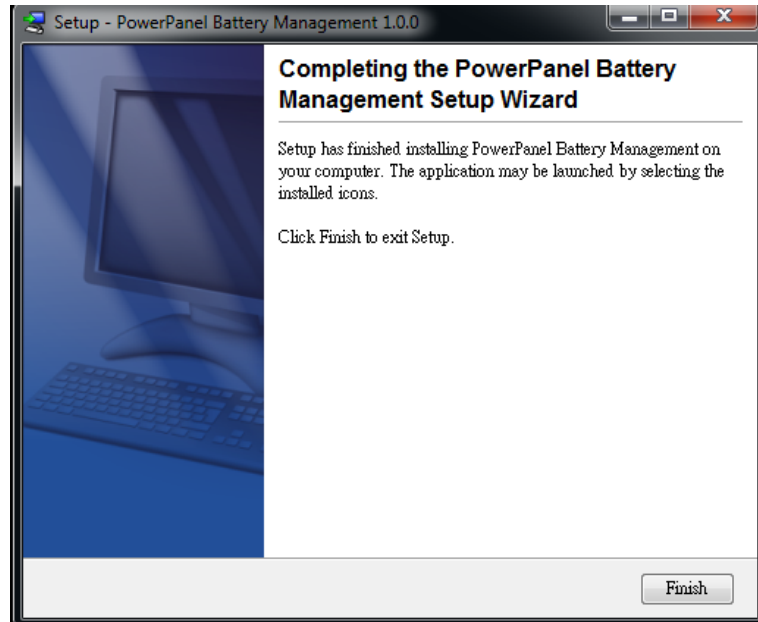 Setup - PowerPanel Battery Management 1.0.0
Completing the PowerPanel Battery
Management Setup Wizard
Setup has finished installing PowerPanel Battery Management on
your computer. The application may be launched by selecting the
installed icons.
Click Finish to exit Setup.
Finish